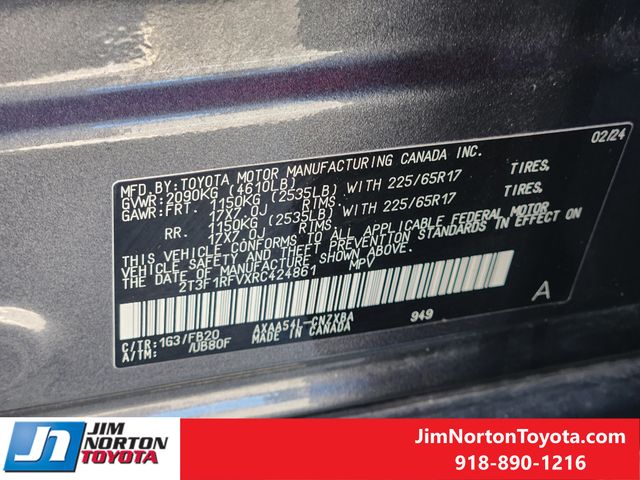 02/24
MFD.BY:TOYOTA MOTOR MANUFACTURING CANADA INC.
GVWR:2090KG (4610LB)
GAWR:FRT. 1150KG (2535LB) WITH 225/65R17 TIRES,
17X7.0J RIMS.
RR. 1150KG (2535LB) WITH 225/65R17 TIRES,
17X7.0J RIMS.
THIS VEHICLE CONFORMS TO ALL APPLICABLE FEDERAL MOTOR
VEHICLE SAFETY AND THEFT PREVENTION STANDARDS IN EFFECT ON
THE DATE OF MANUFACTURE SHOWN ABOVE.
2T3F1RFVXRC424861 MPV
A
C/TR:1G3/FB20 AXAA54L-CNZXBA 949
A/TM: /UB80F MADE IN CANADA
JN JIM NORTON TOYOTA
JimNortonToyota.com
918-890-1216